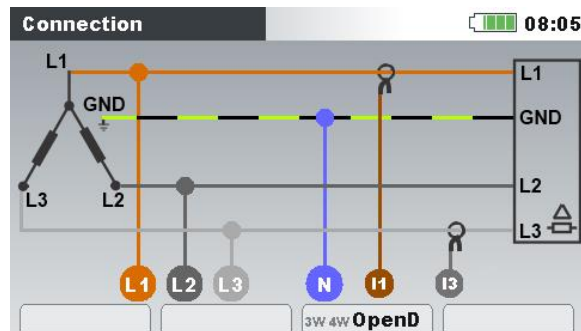 Connection 08:05
L1
L1
GND
GND
L3
L2
L2
L3
L1 L2 L3 N I1 I3
3W 4W OpenD